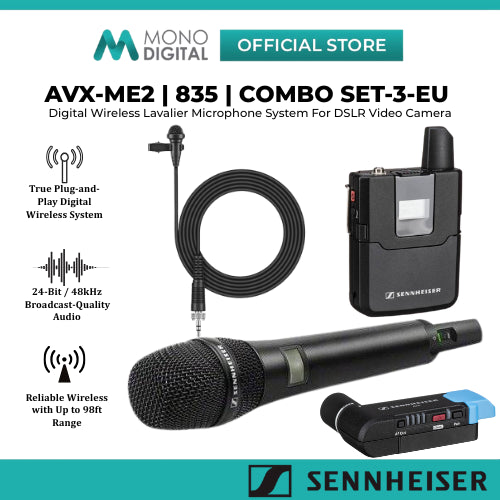 MONO
DIGITAL
OFFICIAL STORE
AVX-ME2 | 835 | COMBO SET-3-EU
Digital Wireless Lavalier Microphone System For DSLR Video Camera
True Plug-and-
Play Digital
Wireless System
24-Bit / 48kHz
Broadcast-Quality
Audio
Reliable Wireless
with Up to 98ft
Range
SENNHEISER
SENNHEISER
SENNHEISER